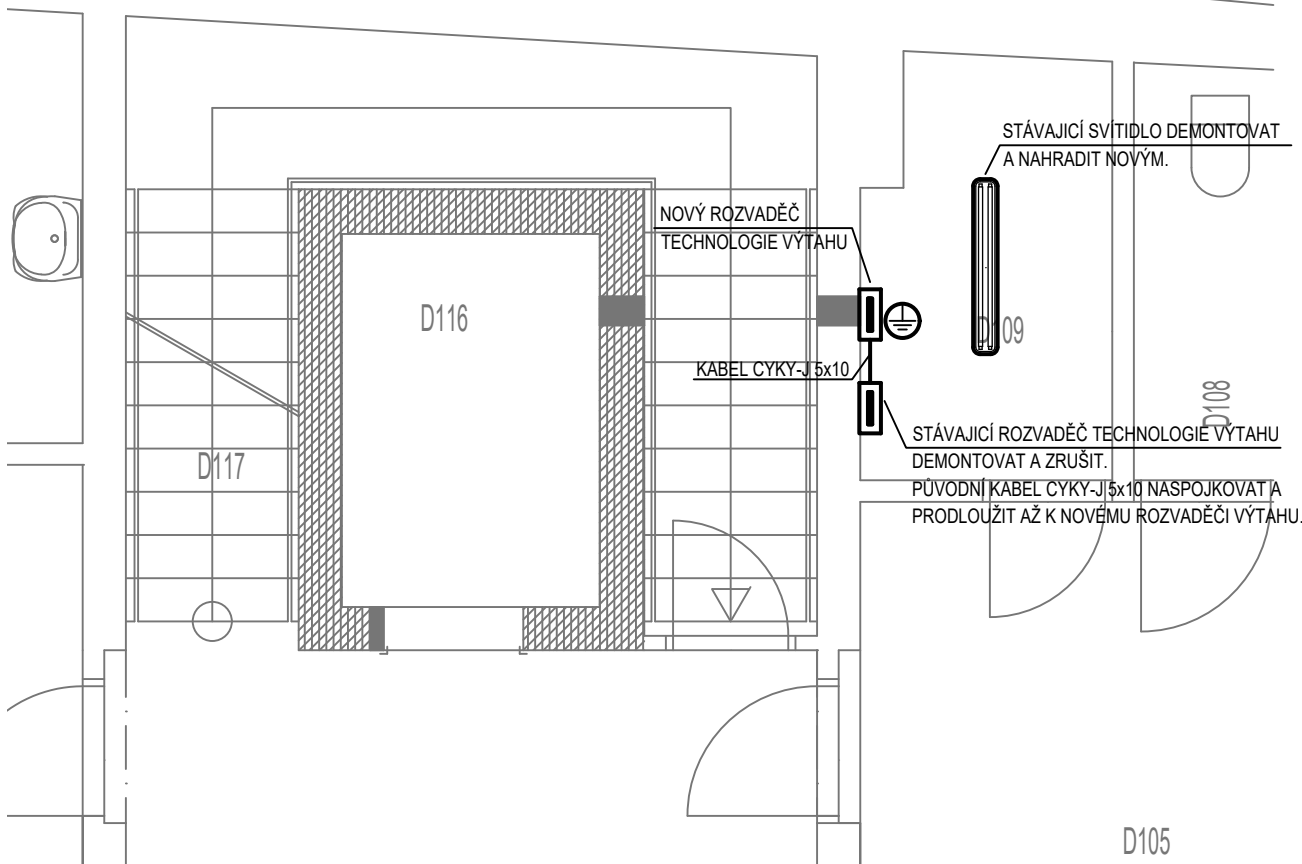 STÁVAJICÍ SVÍTIDLO DEMONTOVAT
A NAHRADIT NOVÝM.
NOVÝ ROZVADĚČ
TECHNOLOGIE VÝTAHU
D116
D109
KABEL CYKY-J 5x10
D108
STÁVAJICÍ ROZVADĚČ TECHNOLOGIE VÝTAHU
DEMONTOVAT A ZRUŠIT.
PŮVODNÍ KABEL CYKY-J 5x10 NASPOJKOVAT A
PRODLOUŽIT AŽ K NOVÉMU ROZVADĚČI VÝTAHU.
D117
D105